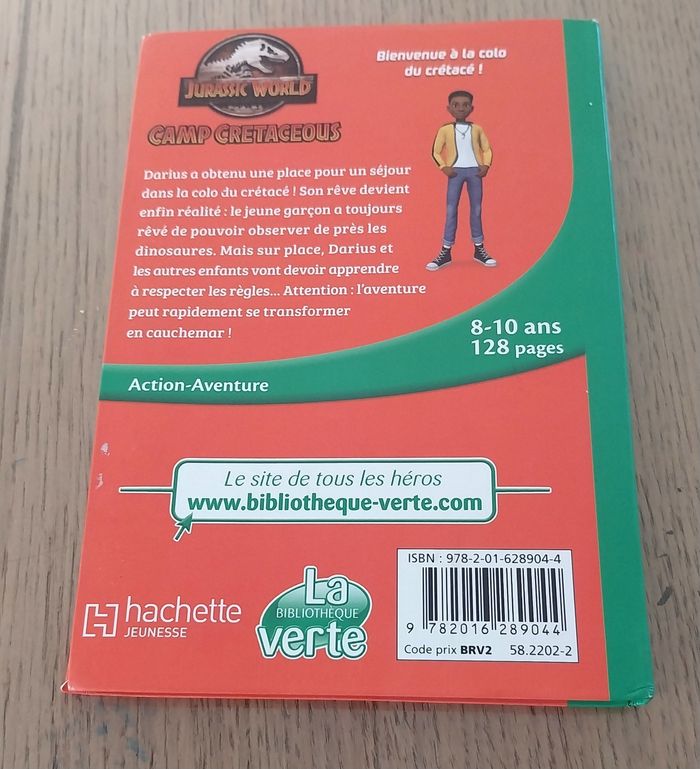 JURASSIC WORLD
CAMP CRETACEOUS
Bienvenue à la colo
du crétacé !
Darius a obtenu une place pour un séjour
dans la colo du crétacé ! Son rêve devient
enfin réalité : le jeune garçon a toujours
rêvé de pouvoir observer de près les
dinosaures. Mais sur place, Darius et
les autres enfants vont devoir apprendre
à respecter les règles... Attention : l'aventure
peut rapidement se transformer
en cauchemar !
8-10 ans
128 pages
Action-Aventure
Le site de tous les héros
www.bibliotheque-verte.com
hachette
JEUNESSE
La
BIBLIOTHÈQUE
verte
ISBN : 978-2-01-628904-4
9 782016 289044
Code prix BRV2 58.2202-2